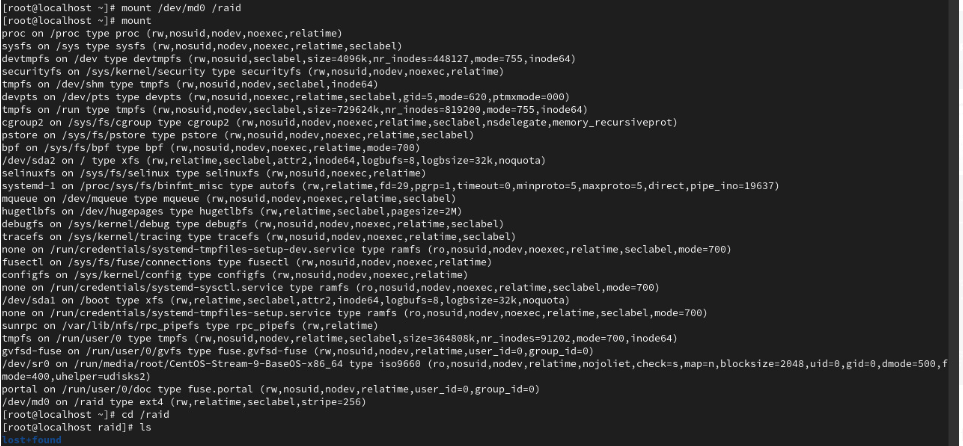 [root@localhost ~]# mount /dev/md0 /raid
[root@localhost ~]# mount
proc on /proc type proc (rw,nosuid,nodev,noexec,relatime)
sysfs on /sys type sysfs (rw,nosuid,nodev,noexec,relatime,seclabel)
devtmpfs on /dev type devtmpfs (rw,nosuid,seclabel,size=4096k,nr_inodes=448127,mode=755,inode64)
securityfs on /sys/kernel/security type securityfs (rw,nosuid,nodev,noexec,relatime)
tmpfs on /dev/shm type tmpfs (rw,nosuid,nodev,seclabel,inode64)
devpts on /dev/pts type devpts (rw,nosuid,noexec,relatime,seclabel,gid=5,mode=620,ptmxmode=000)
tmpfs on /run type tmpfs (rw,nosuid,nodev,seclabel,size=729624k,nr_inodes=819200,mode=755,inode64)
cgroup2 on /sys/fs/cgroup type cgroup2 (rw,nosuid,nodev,noexec,relatime,seclabel,nsdelegate,memory_recursiveprot)
pstore on /sys/fs/pstore type pstore (rw,nosuid,nodev,noexec,relatime,seclabel)
bpf on /sys/fs/bpf type bpf (rw,nosuid,nodev,noexec,relatime,mode=700)
/dev/sda2 on / type xfs (rw,relatime,seclabel,attr2,inode64,logbufs=8,logbsize=32k,noquota)
selinuxfs on /sys/fs/selinux type selinuxfs (rw,nosuid,noexec,relatime)
systemd-1 on /proc/sys/fs/binfmt_misc type autofs (rw,relatime,fd=29,pgrp=1,timeout=0,minproto=5,maxproto=5,direct,pipe_ino=19637)
mqueue on /dev/mqueue type mqueue (rw,nosuid,nodev,noexec,relatime,seclabel)
hugetlbfs on /dev/hugepages type hugetlbfs (rw,relatime,seclabel,pagesize=2M)
debugfs on /sys/kernel/debug type debugfs (rw,nosuid,nodev,noexec,relatime,seclabel)
tracefs on /sys/kernel/tracing type tracefs (rw,nosuid,nodev,noexec,relatime,seclabel)
none on /run/credentials/systemd-tmpfiles-setup-dev.service type ramfs (ro,nosuid,nodev,noexec,relatime,seclabel,mode=700)
fusectl on /sys/fs/fuse/connections type fusectl (rw,nosuid,nodev,noexec,relatime)
configfs on /sys/kernel/config type configfs (rw,nosuid,nodev,noexec,relatime)
none on /run/credentials/systemd-sysctl.service type ramfs (ro,nosuid,nodev,noexec,relatime,seclabel,mode=700)
/dev/sda1 on /boot type xfs (rw,relatime,seclabel,attr2,inode64,logbufs=8,logbsize=32k,noquota)
none on /run/credentials/systemd-tmpfiles-setup.service type ramfs (ro,nosuid,nodev,noexec,relatime,seclabel,mode=700)
sunrpc on /var/lib/nfs/rpc_pipefs type rpc_pipefs (rw,relatime)
tmpfs on /run/user/0 type tmpfs (rw,nosuid,nodev,relatime,seclabel,size=364808k,nr_inodes=91202,mode=700,inode64)
gvfsd-fuse on /run/user/0/gvfs type fuse.gvfsd-fuse (rw,nosuid,nodev,relatime,user_id=0,group_id=0)
/dev/sr0 on /run/media/root/CentOS-Stream-9-BaseOS-x86_64 type iso9660 (ro,nosuid,nodev,relatime,nojoliet,check=s,map=n,blocksize=2048,uid=0,gid=0,dmode=500,f
mode=400,uhelper=udisks2)
portal on /run/user/0/doc type fuse.portal (rw,nosuid,nodev,relatime,user_id=0,group_id=0)
/dev/md0 on /raid type ext4 (rw,relatime,seclabel,stripe=256)
[root@localhost ~]# cd /raid
[root@localhost raid]# ls
lost+found